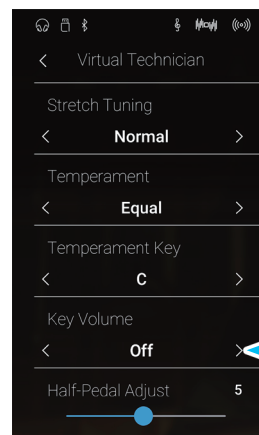 Virtual Technician
Stretch Tuning
Normal
Temperament
Equal
Temperament Key
C
Key Volume
Off
Half-Pedal Adjust 5